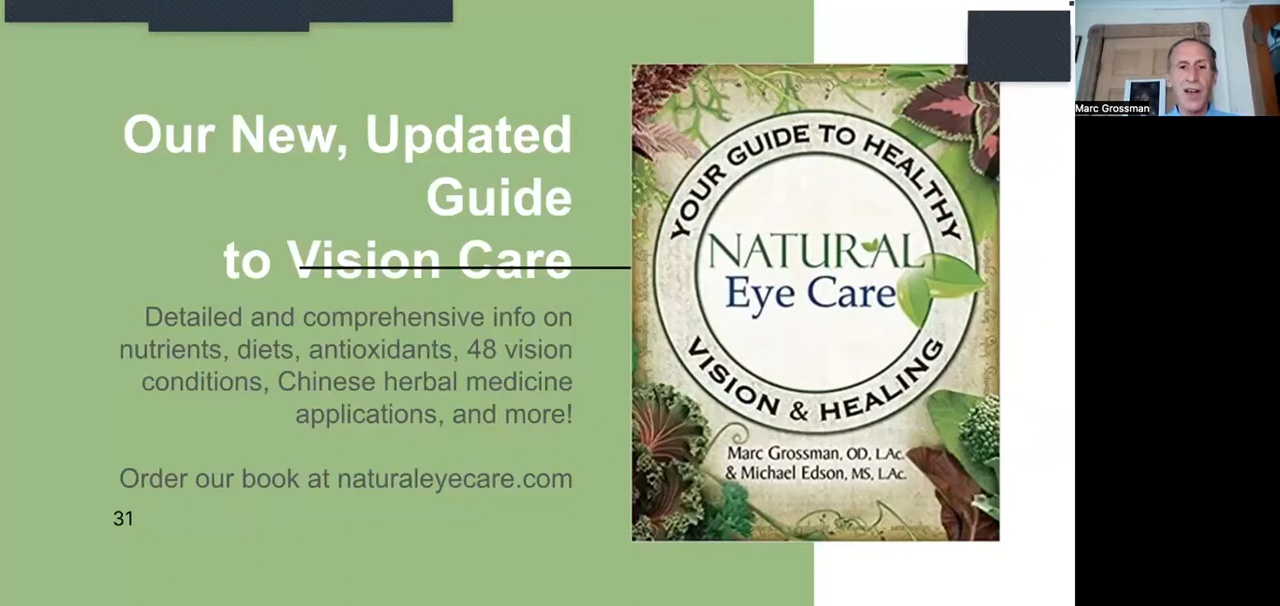 Our New, Updated
Guide
to Vision Care
Detailed and comprehensive info on
nutrients, diets, antioxidants, 48 vision
conditions, Chinese herbal medicine
applications, and more!
Order our book at naturaleyecare.com
31
YOUR GUIDE TO HEALTHY
NATURAL
Eye Care
VISION & HEALING
Marc Grossman, OD, L.Ac.
& Michael Edson, MS, L.Ac.
Marc Grossman